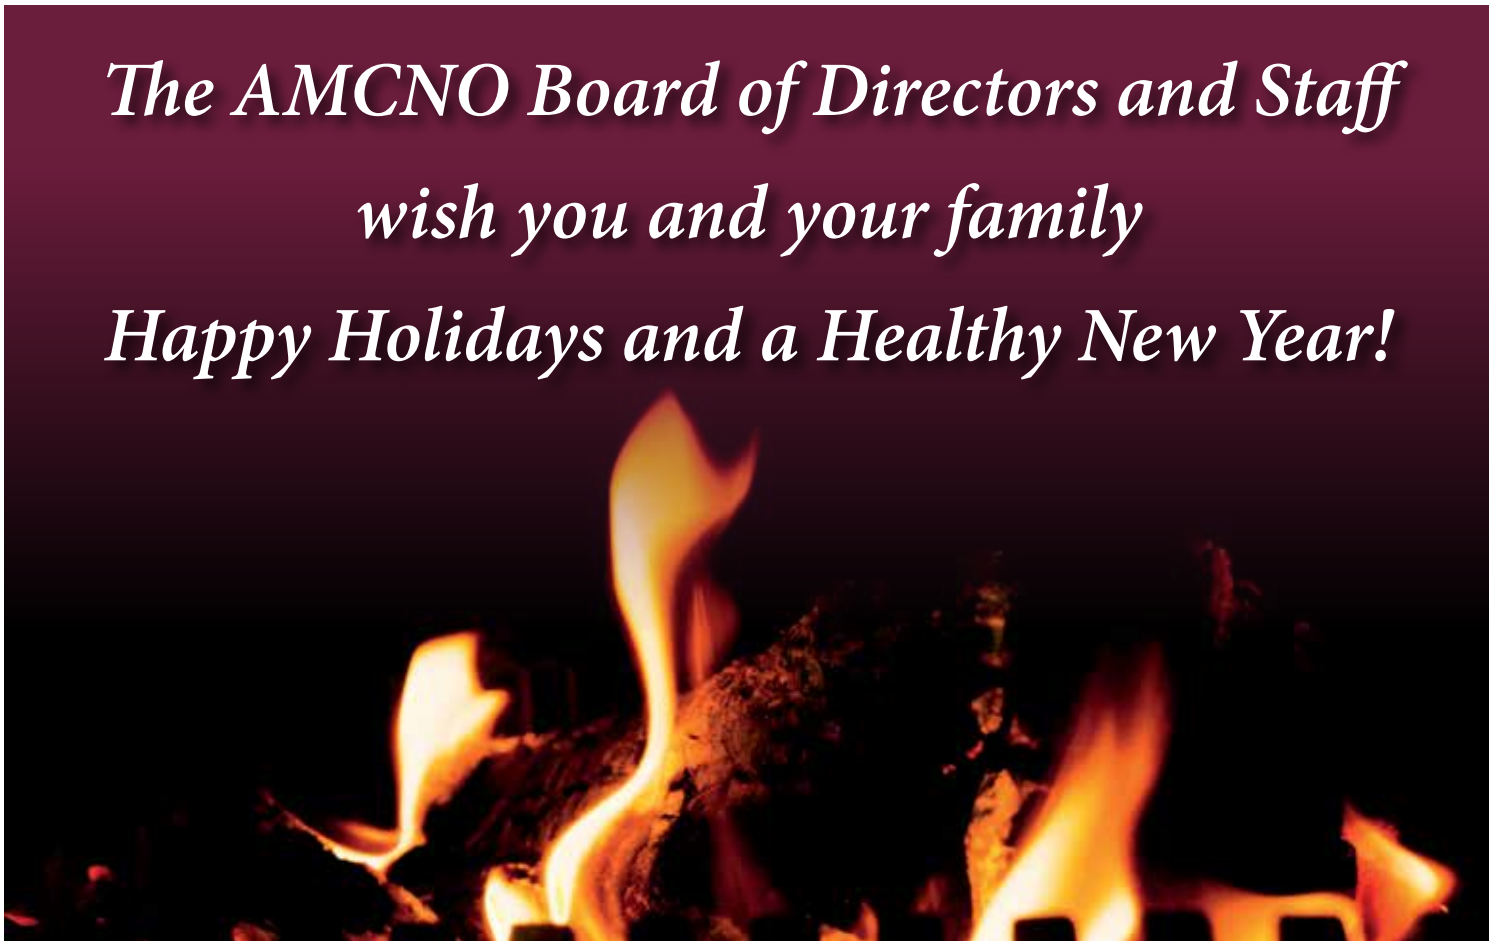 The AMCNO Board of Directors and Staff
wish you and your family
Happy Holidays and a Healthy New Year!